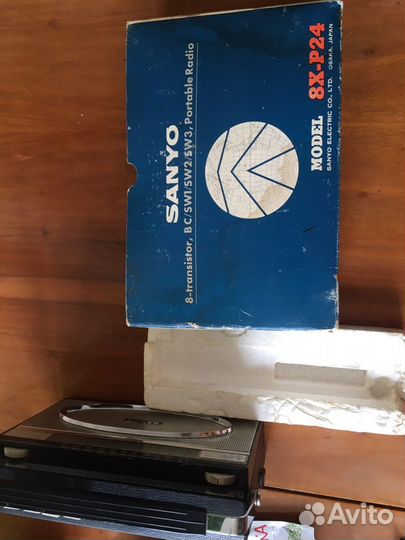 SANYO
8-transistor, BC/SW1/SW2/SW3, Portable Radio
MODEL 8X-P24
SANYO ELECTRIC CO., LTD. OSAKA, JAPAN
Avito